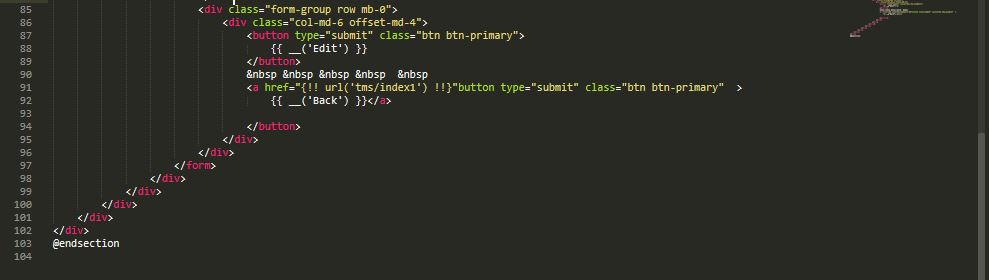 85 <div class="form-group row mb-0">
86 <div class="col-md-6 offset-md-4">
87 <button type="submit" class="btn btn-primary">
88 {{ __('Edit') }}
89 </button>
90 &nbsp &nbsp &nbsp &nbsp  &nbsp
91 <a href="{!! url('tms/index1') !!}"button type="submit" class="btn btn-primary"  >
92 {{ __('Back') }}</a>
93
94 </button>
95 </div>
96 </div>
97 </form>
98 </div>
99 </div>
100 </div>
101 </div>
102 </div>
103 @endsection
104